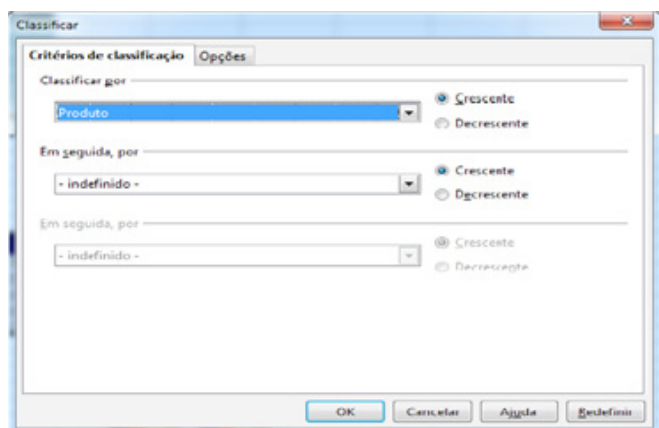 Classificar
Critérios de classificação Opções
Classificar por
Produto
Crescente
Decrescente
Em seguida, por
- indefinido -
Crescente
Decrescente
Em seguida, por
- indefinido -
Crescente
Decrescente
OK Cancelar Ajuda Redefinir